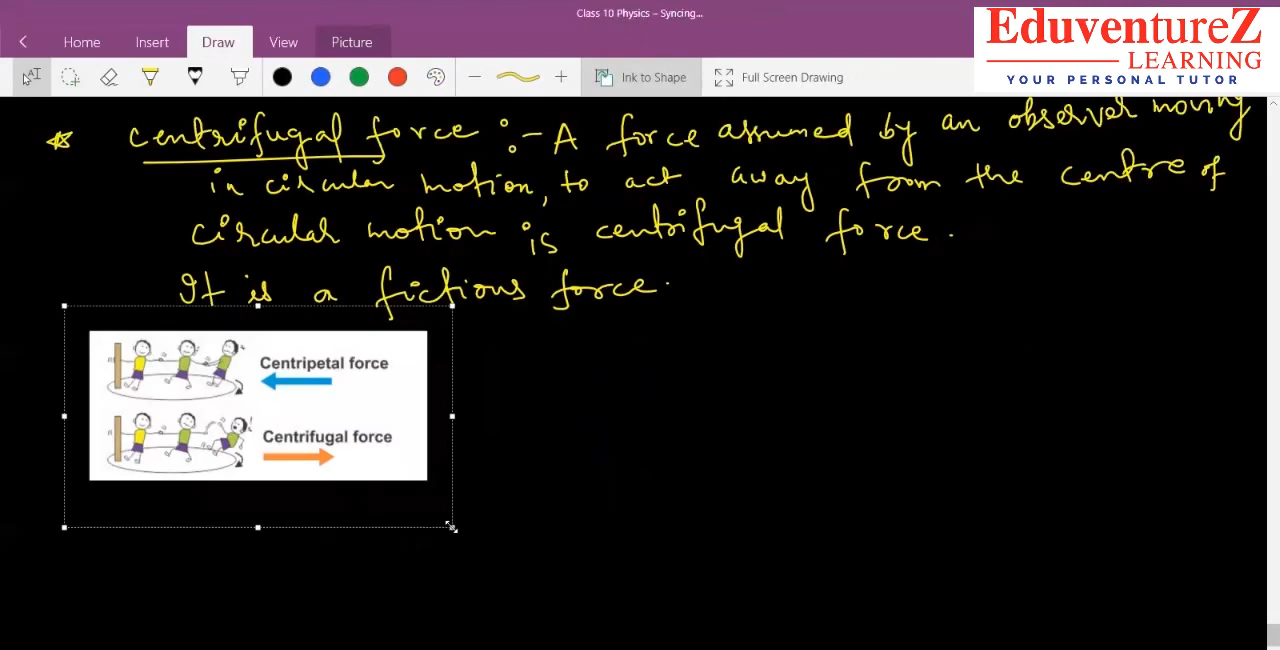 Class 10 Physics – Syncing...
Home Insert Draw View Picture
EduventureZ
LEARNING
YOUR PERSONAL TUTOR
Ink to Shape Full Screen Drawing
centrifugal force :- A force assumed by an observer moving
in circular motion, to act away from the centre of
circular motion is centrifugal force.
It is a fictious force.
Centripetal force
Centrifugal force